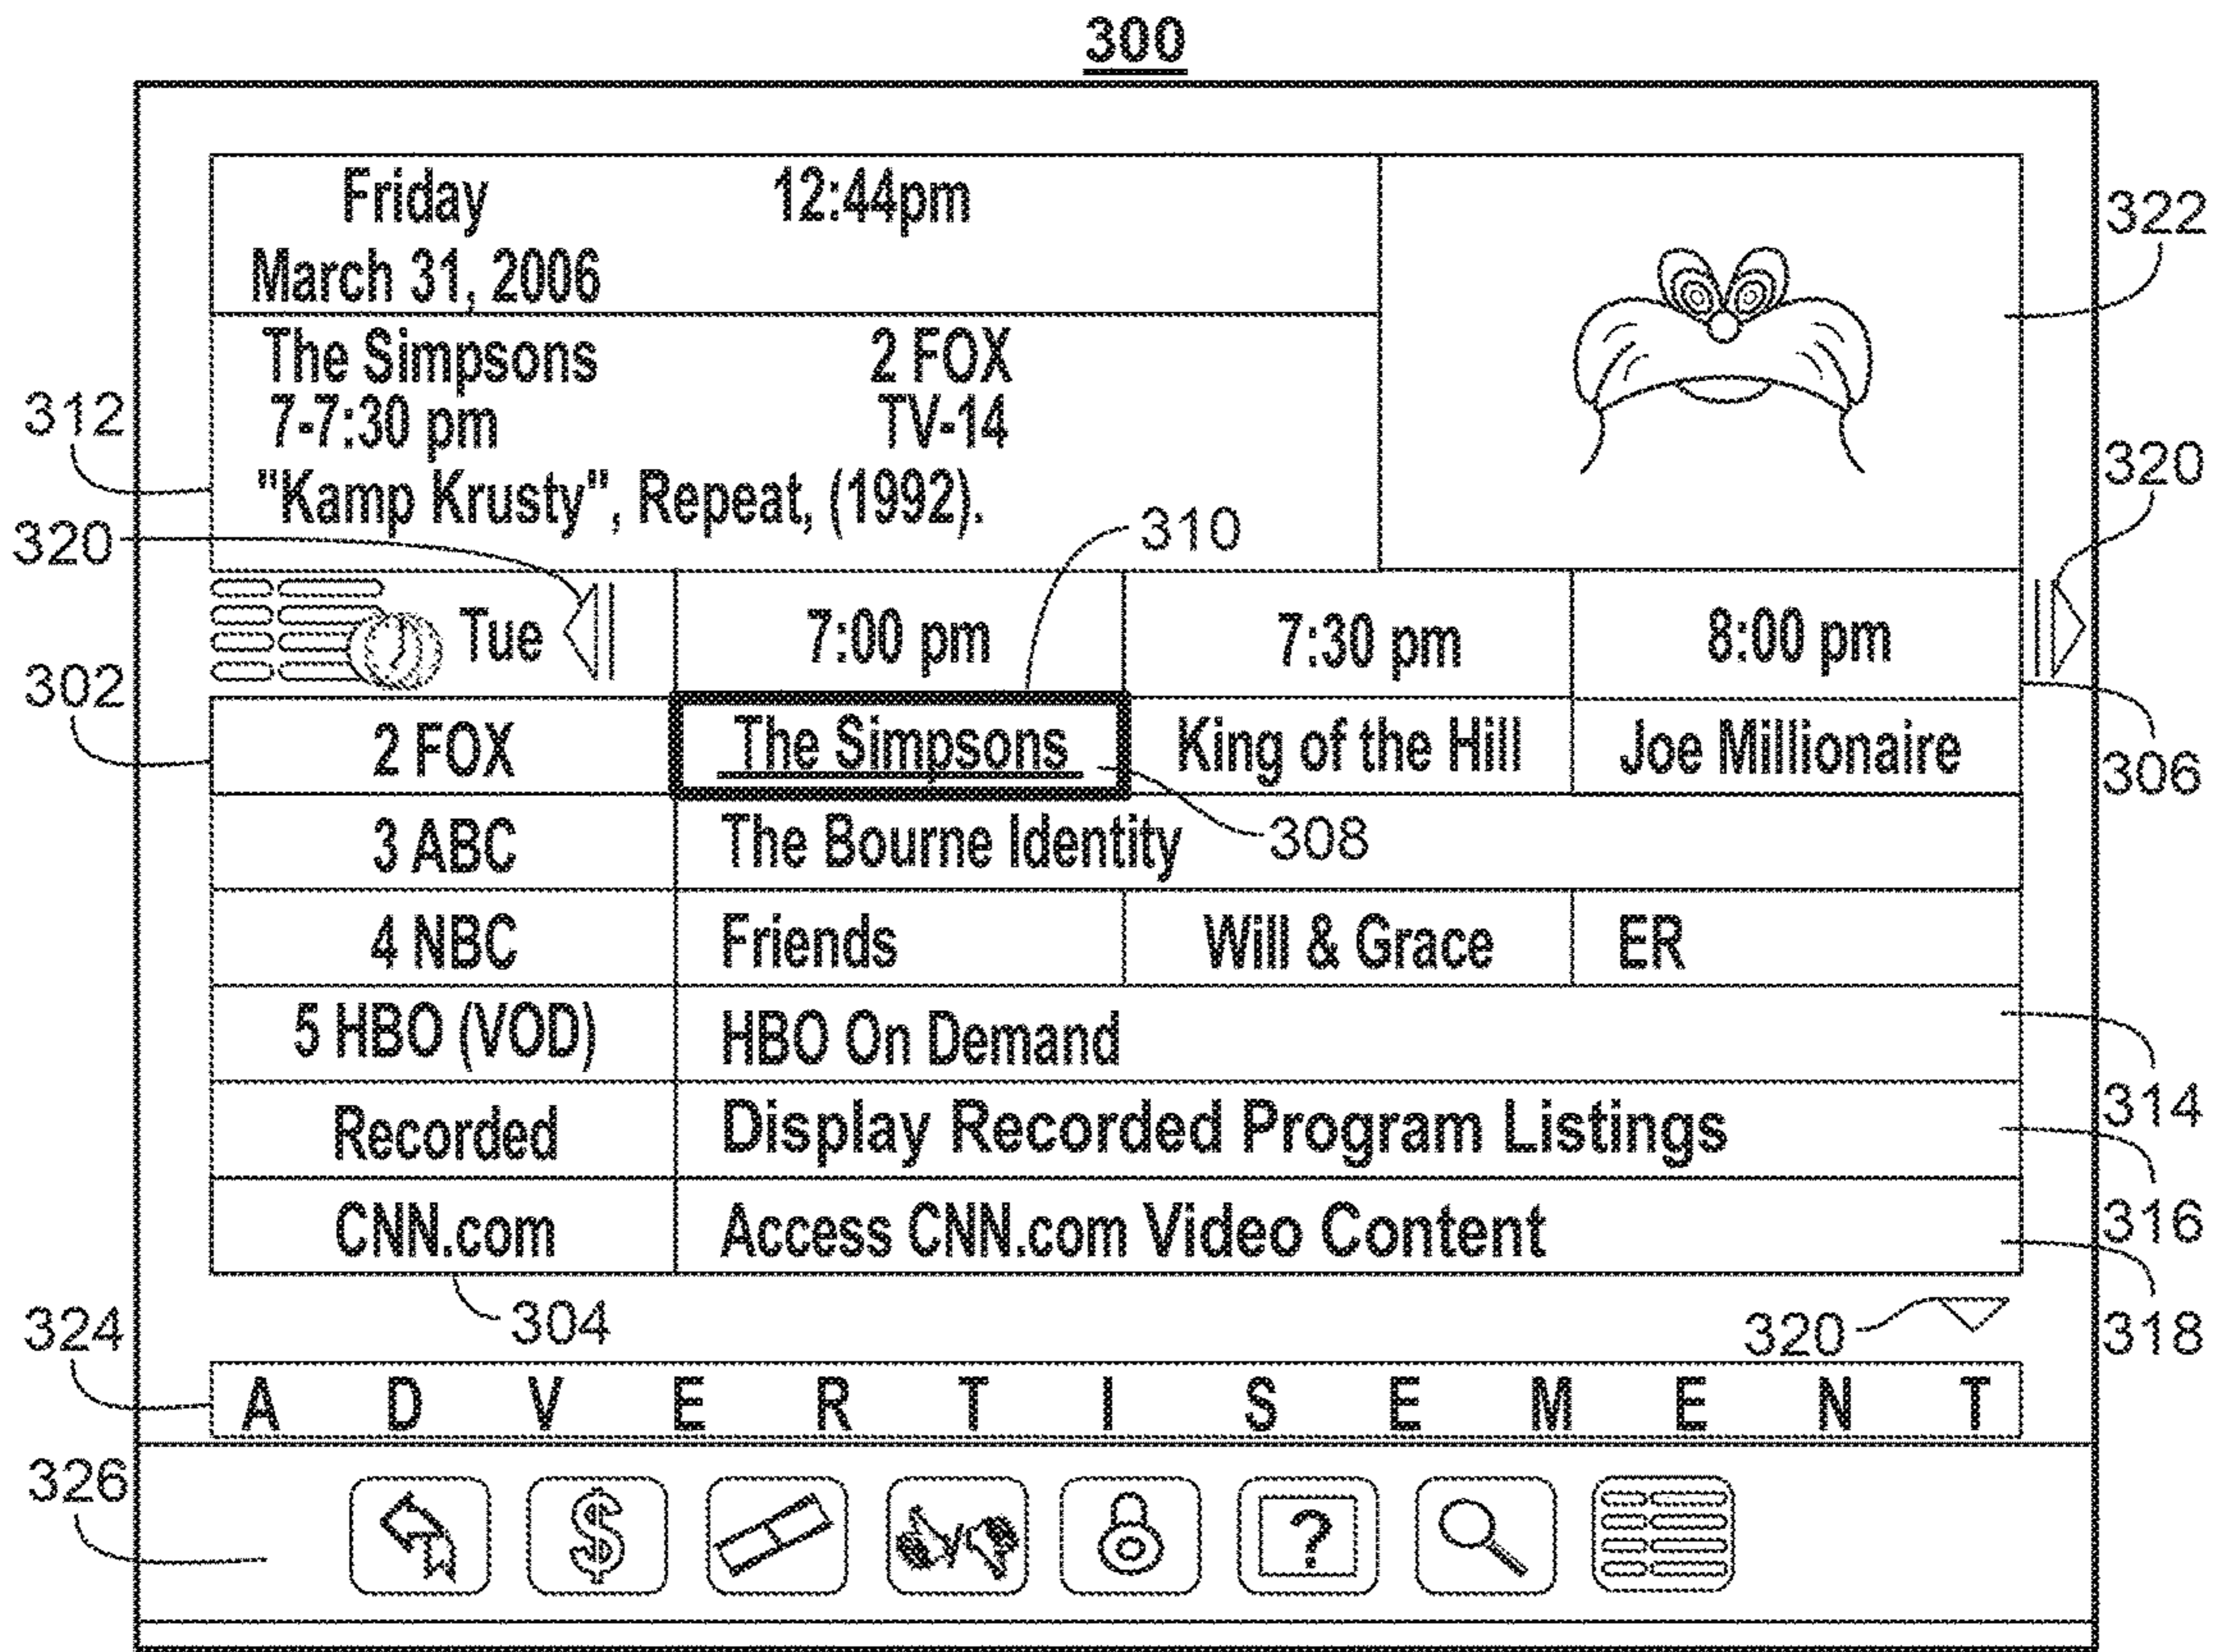 300
Friday 12:44pm
March 31, 2006
322
The Simpsons 2 FOX
7-7:30 pm TV-14
312
"Kamp Krusty", Repeat, (1992).
320
310
320
Tue 7:00 pm 7:30 pm 8:00 pm
302
2 FOX The Simpsons King of the Hill Joe Millionaire
306
3 ABC The Bourne Identity 308
4 NBC Friends Will & Grace ER
5 HBO (VOD) HBO On Demand
314
Recorded Display Recorded Program Listings
316
CNN.com Access CNN.com Video Content
304
320
318
324
A D V E R T I S E M E N T
326
$ / ?